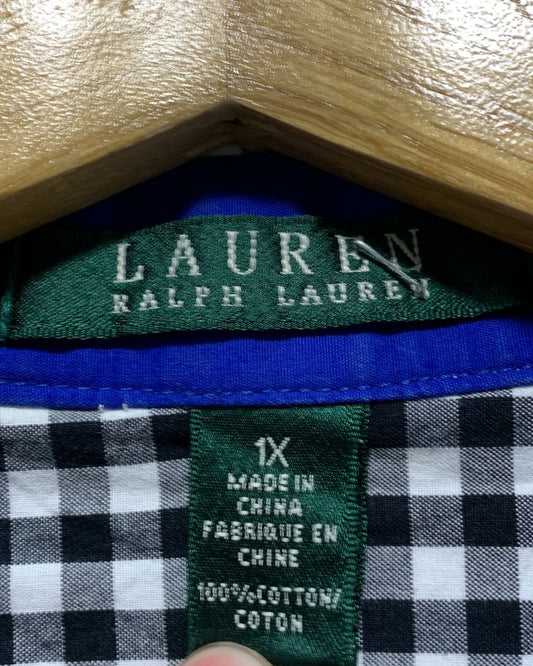 LAUREN
RALPH LAUREN
1X
MADE IN
CHINA
FABRIQUE EN
CHINE
100%COTTON/
COTON